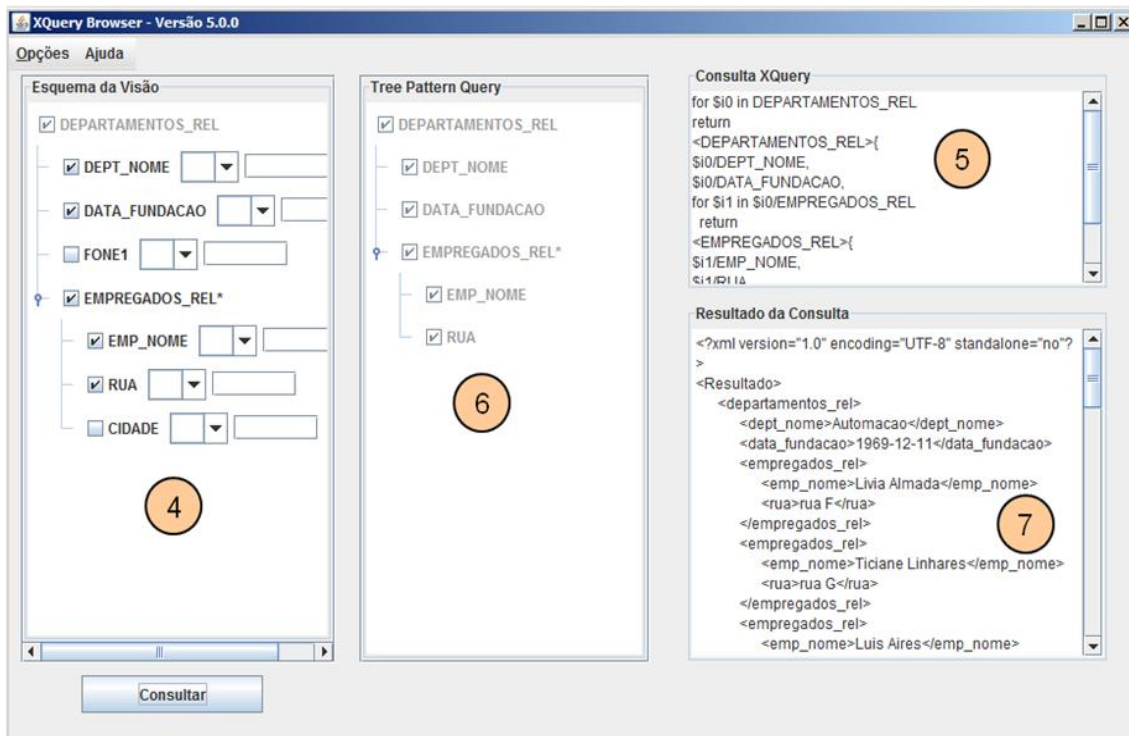 XQuery Browser - Versão 5.0.0
Opções Ajuda
Esquema da Visão
DEPARTAMENTOS_REL
DEPT_NOME
DATA_FUNDACAO
FONE1
EMPREGADOS_REL*
EMP_NOME
RUA
CIDADE
4
Consultar
Tree Pattern Query
DEPARTAMENTOS_REL
DEPT_NOME
DATA_FUNDACAO
EMPREGADOS_REL*
EMP_NOME
RUA
6
Consulta XQuery
for $i0 in DEPARTAMENTOS_REL
return
<DEPARTAMENTOS_REL>{
$i0/DEPT_NOME,
$i0/DATA_FUNDACAO,
for $i1 in $i0/EMPREGADOS_REL
return
<EMPREGADOS_REL>{
$i1/EMP_NOME,
$i1/RUA
5
Resultado da Consulta
<?xml version="1.0" encoding="UTF-8" standalone="no"?
>
<Resultado>
<departamentos_rel>
<dept_nome>Automacao</dept_nome>
<data_fundacao>1969-12-11</data_fundacao>
<empregados_rel>
<emp_nome>Livia Almada</emp_nome>
<rua>rua F</rua>
</empregados_rel>
<empregados_rel>
<emp_nome>Ticiane Linhares</emp_nome>
<rua>rua G</rua>
</empregados_rel>
<empregados_rel>
<emp_nome>Luis Aires</emp_nome>
7